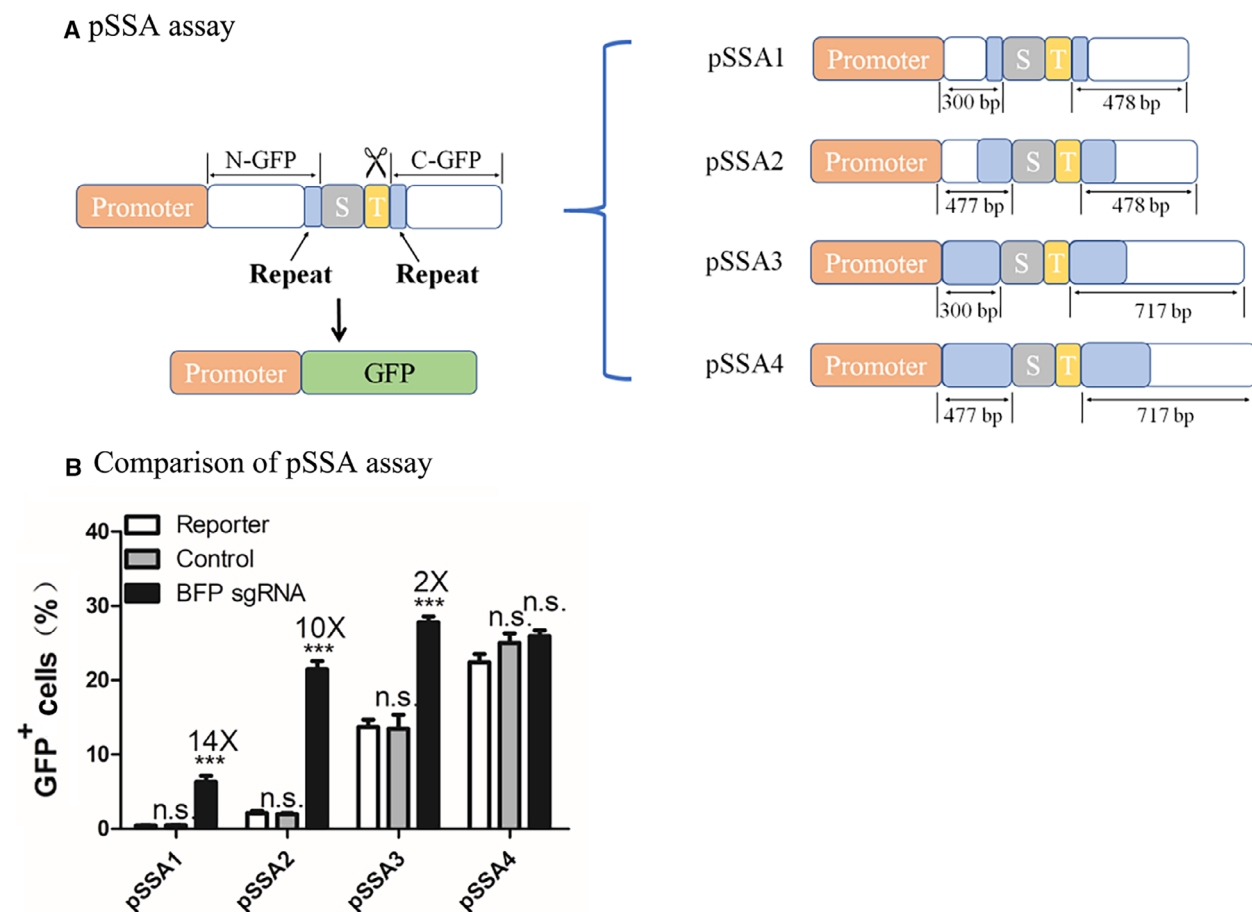 A pSSA assay
N-GFP C-GFP
Promoter S T
Repeat Repeat
Promoter GFP
pSSA1 Promoter S T
300 bp 478 bp
pSSA2 Promoter S T
477 bp 478 bp
pSSA3 Promoter S T
300 bp 717 bp
pSSA4 Promoter S T
477 bp 717 bp
B Comparison of pSSA assay
Reporter
Control
BFP sgRNA
GFP+ cells (%)
40
30
20
10
0
n.s. 14X
***
n.s. 10X
***
n.s. 2X
***
n.s. n.s.
pSSA1 pSSA2 pSSA3 pSSA4